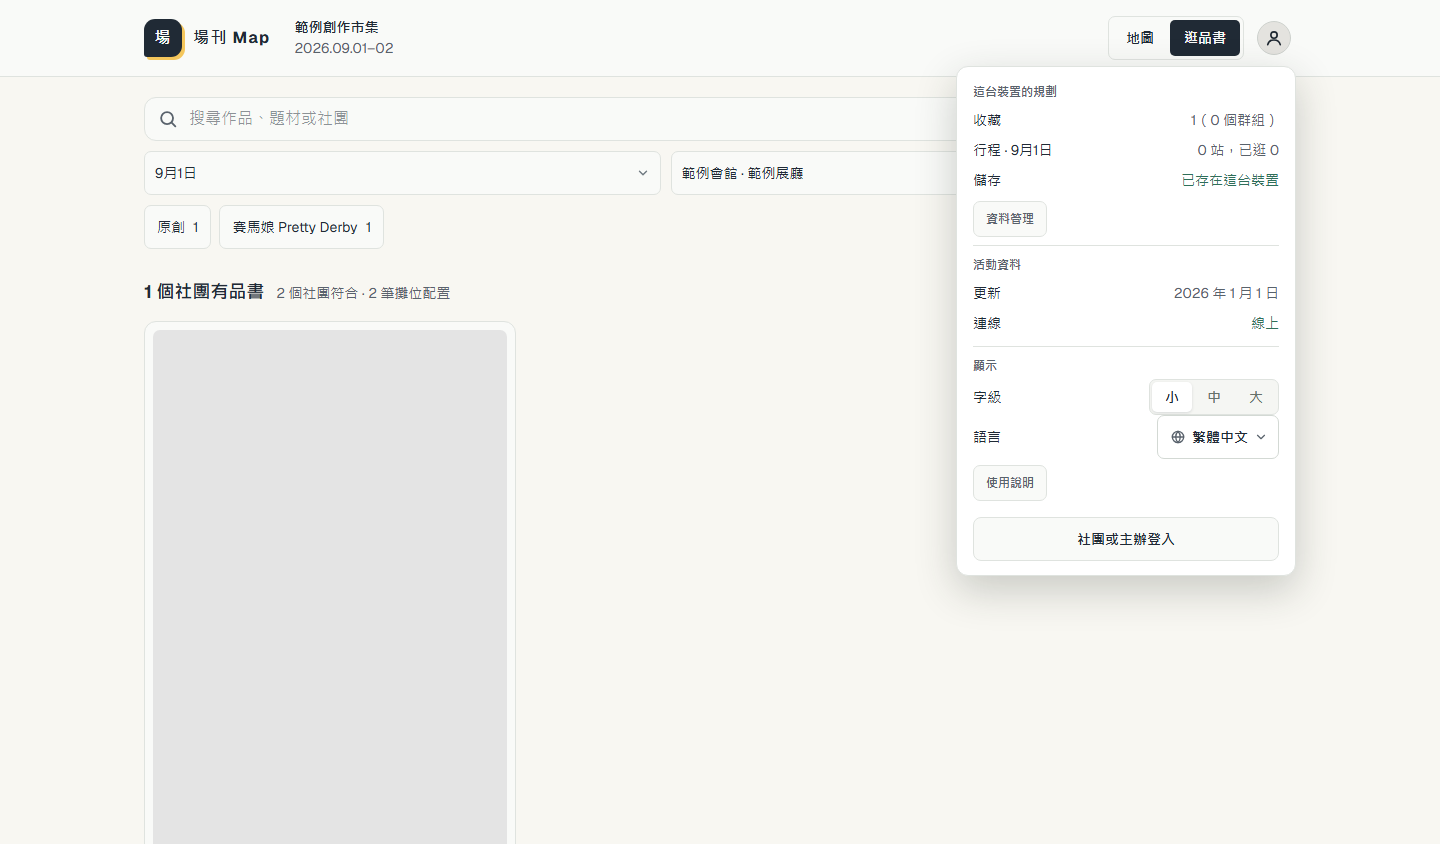 場 場刊 Map
範例創作市集
2026.09.01–02
地圖 逛品書
搜尋作品、題材或社團
9月1日
範例會館 · 範例展廳
原創 1
賽馬娘 Pretty Derby 1
1 個社團有品書 2 個社團符合 · 2 筆攤位配置
這台裝置的規劃
收藏 1（0 個群組）
行程 · 9月1日 0 站，已逛 0
儲存 已存在這台裝置
資料管理
活動資料
更新 2026 年 1 月 1 日
連線 線上
顯示
字級 小 中 大
語言 繁體中文
使用說明
社團或主辦登入